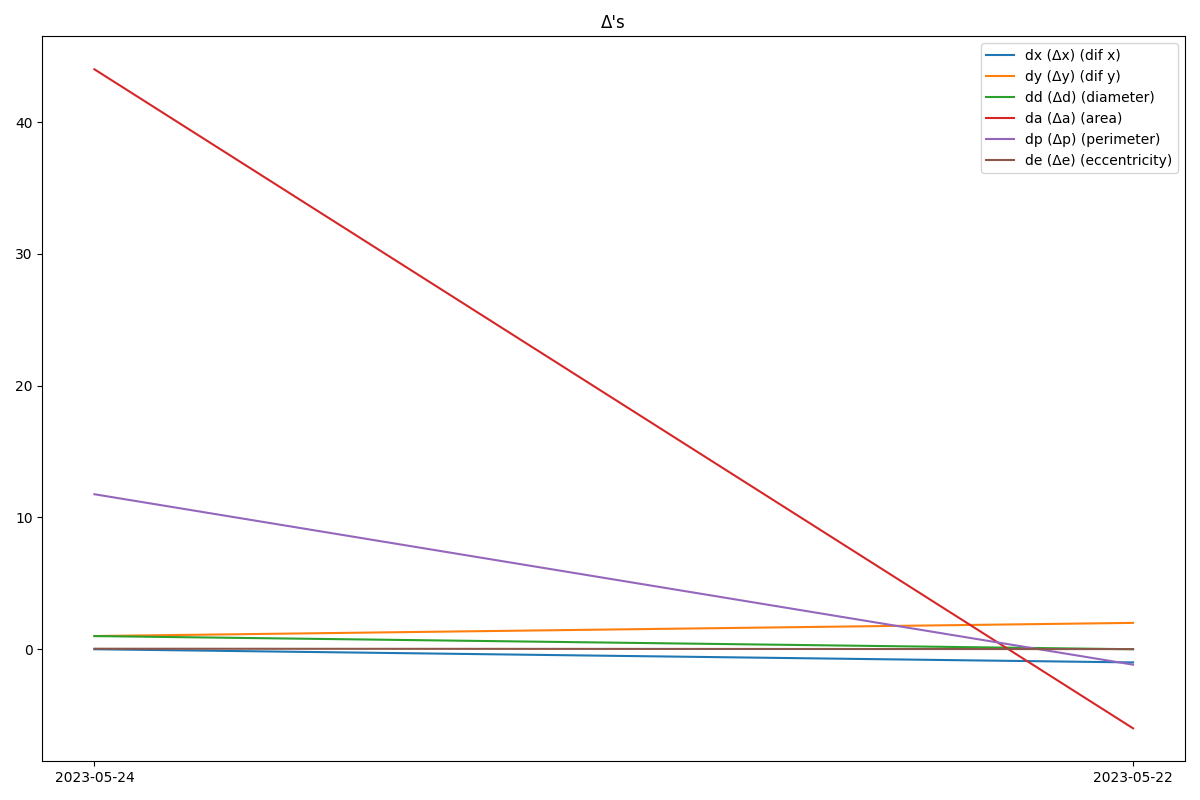 Δ's
dx (Δx) (dif x)
dy (Δy) (dif y)
dd (Δd) (diameter)
da (Δa) (area)
dp (Δp) (perimeter)
de (Δe) (eccentricity)
40
30
20
10
0
2023-05-24
2023-05-22